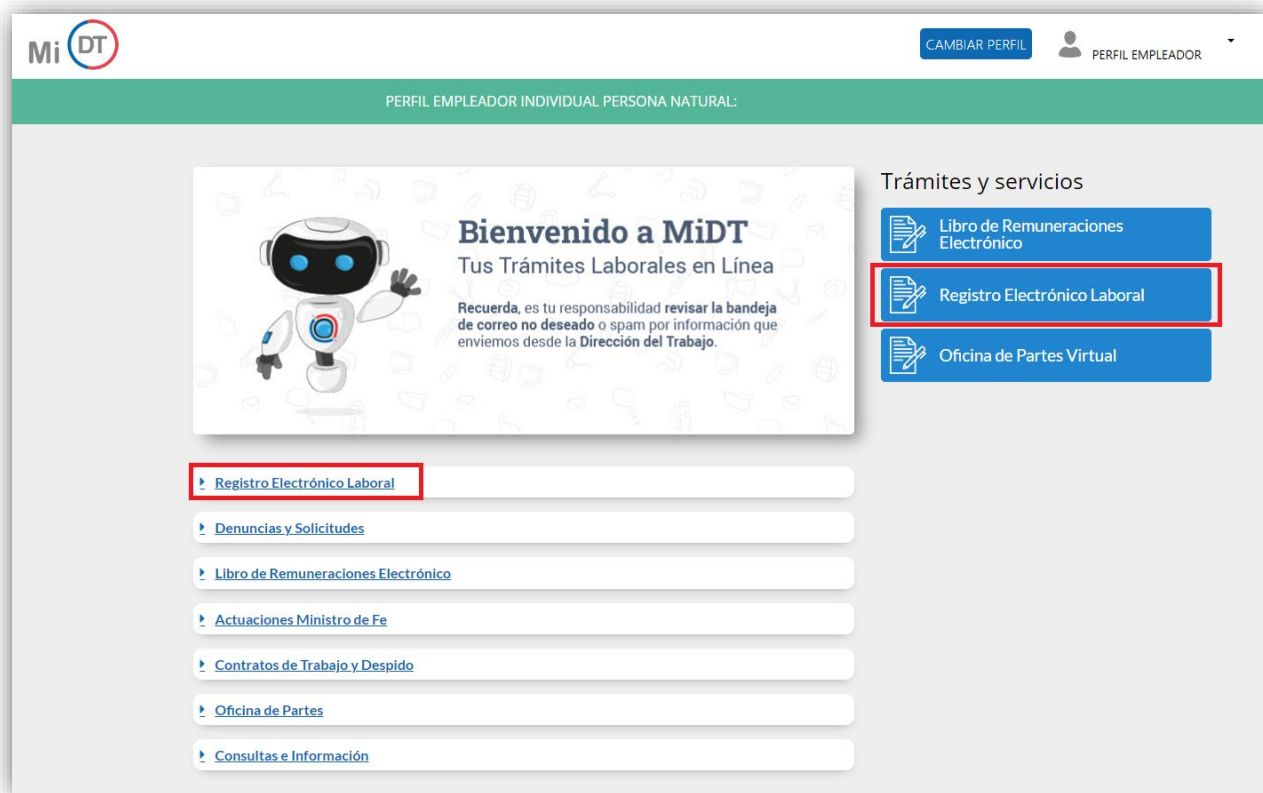 Mi DT
CAMBIAR PERFIL
PERFIL EMPLEADOR
PERFIL EMPLEADOR INDIVIDUAL PERSONA NATURAL:
Bienvenido a MiDT
Tus Trámites Laborales en Línea
Recuerda, es tu responsabilidad revisar la bandeja
de correo no deseado o spam por información que
enviemos desde la Dirección del Trabajo.
Trámites y servicios
Libro de Remuneraciones
Electrónico
Registro Electrónico Laboral
Oficina de Partes Virtual
Registro Electrónico Laboral
Denuncias y Solicitudes
Libro de Remuneraciones Electrónico
Actuaciones Ministro de Fe
Contratos de Trabajo y Despido
Oficina de Partes
Consultas e Información